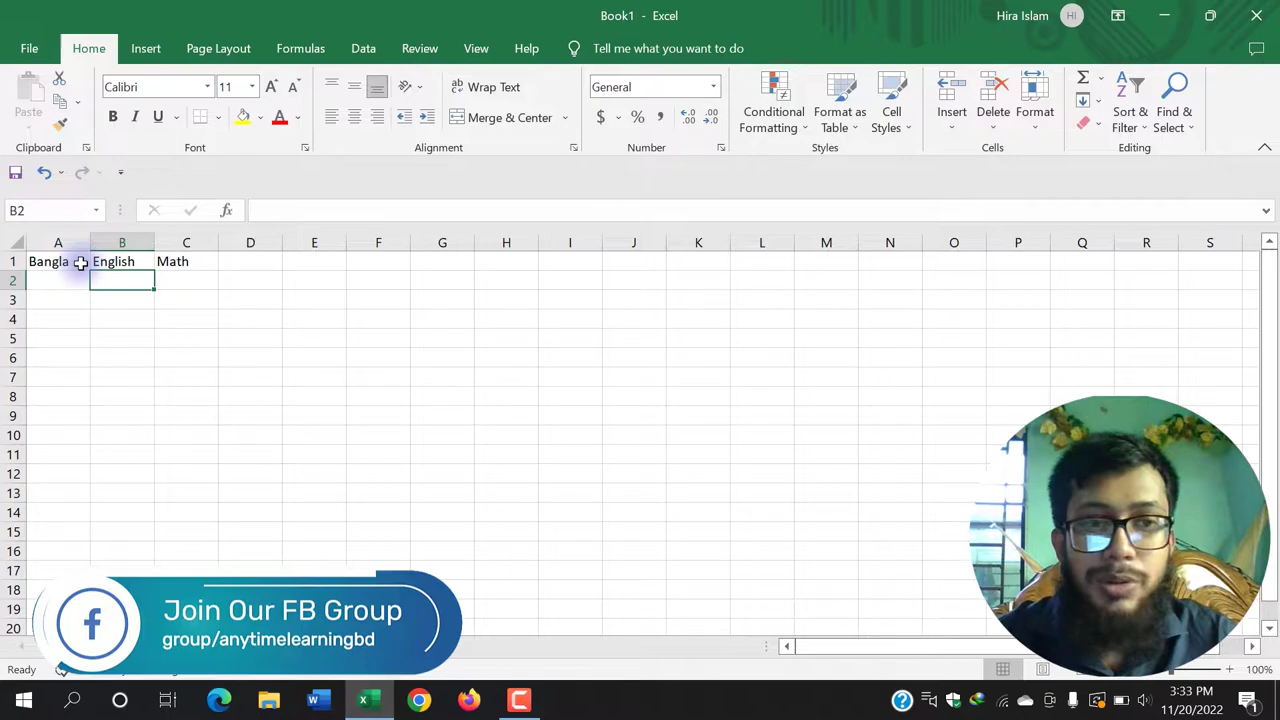 Book1 - Excel
Hira Islam
HI
File
Home
Insert
Page Layout
Formulas
Data
Review
View
Help
Tell me what you want to do
Paste
Calibri
11
Wrap Text
Merge & Center
General
Conditional Formatting
Format as Table
Cell Styles
Insert
Delete
Format
Sort & Filter
Find & Select
Clipboard
Font
Alignment
Number
Styles
Cells
Editing
B2
fx
A B C D E F G H I J K L M N O P Q R S
1 Bangla English Math
2
3
4
5
6
7
8
9
10
11
12
13
14
15
16
17
18
19
20
Join Our FB Group
group/anytimelearningbd
Ready
100%
3:33 PM
11/20/2022